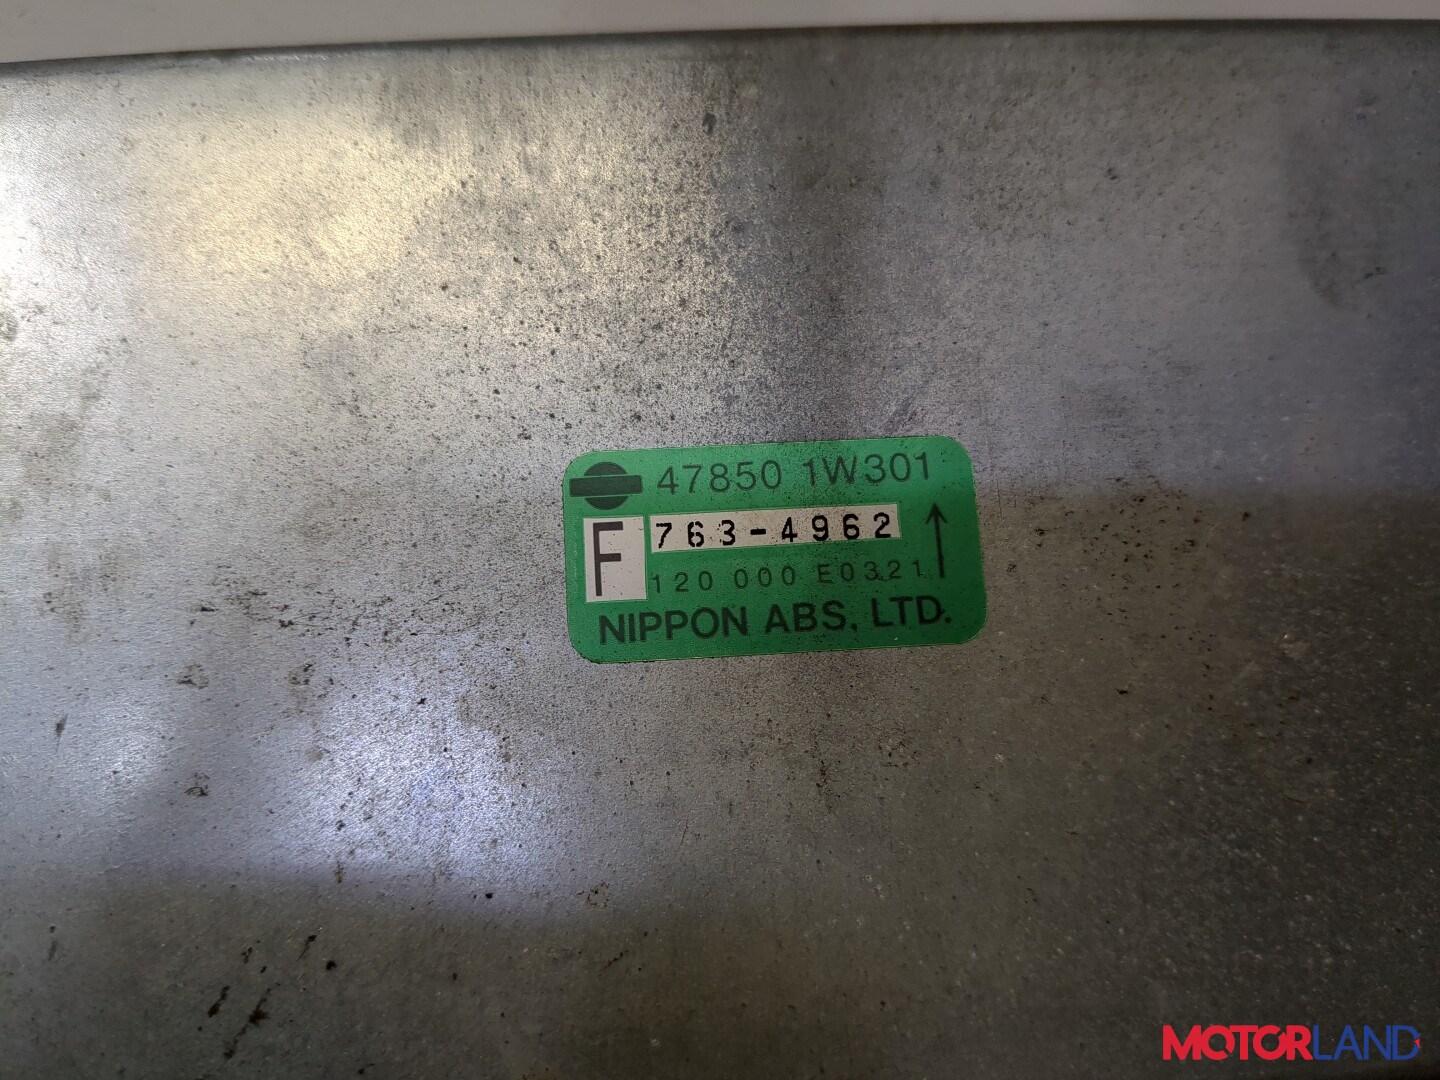 47850 1W301
F 763-4962
120 000 E0321
NIPPON ABS, LTD.
MOTORLAND